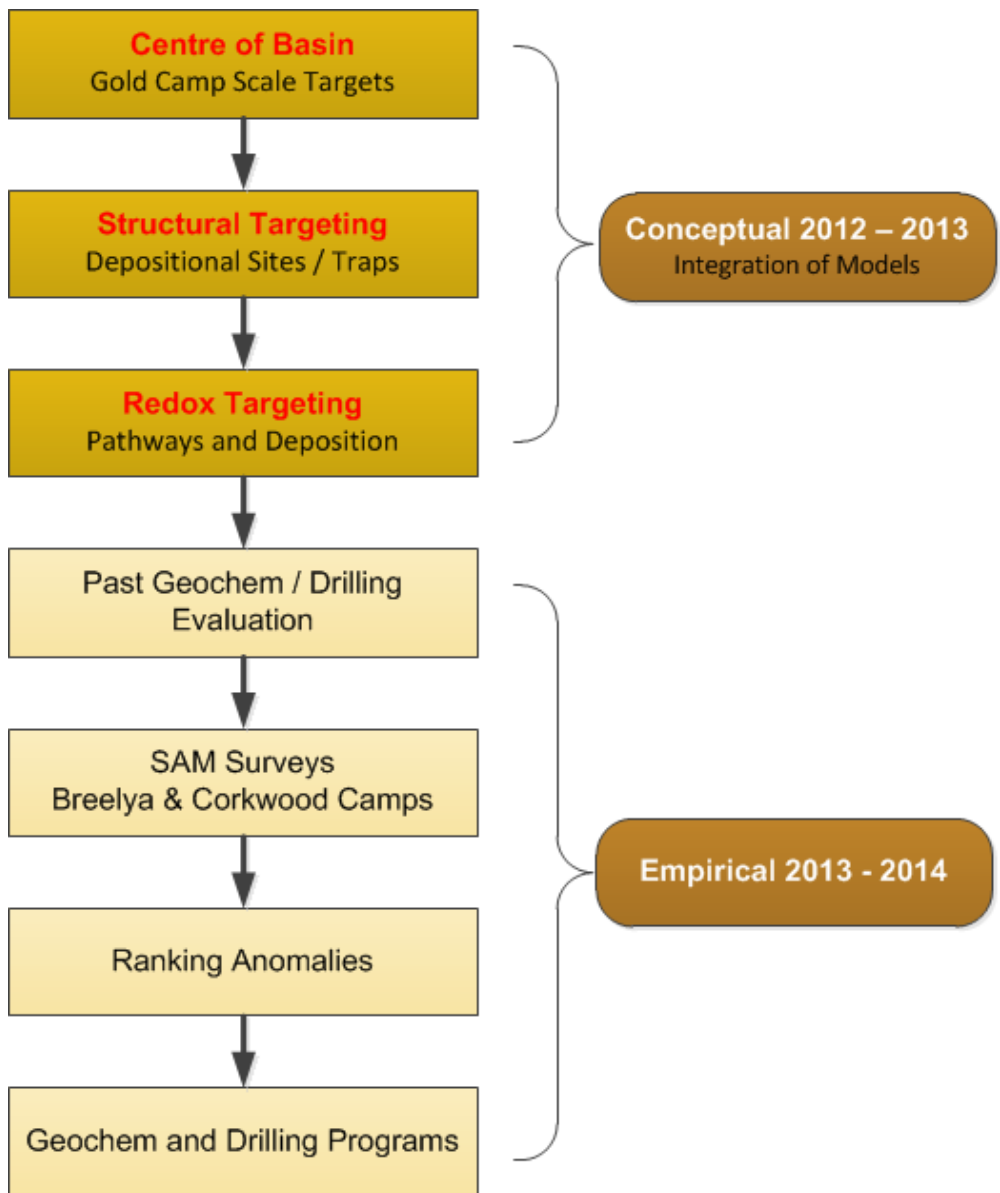 Centre of Basin
Gold Camp Scale Targets
Structural Targeting
Depositional Sites / Traps
Conceptual 2012 – 2013
Integration of Models
Redox Targeting
Pathways and Deposition
Past Geochem / Drilling
Evaluation
SAM Surveys
Breelya & Corkwood Camps
Empirical 2013 - 2014
Ranking Anomalies
Geochem and Drilling Programs